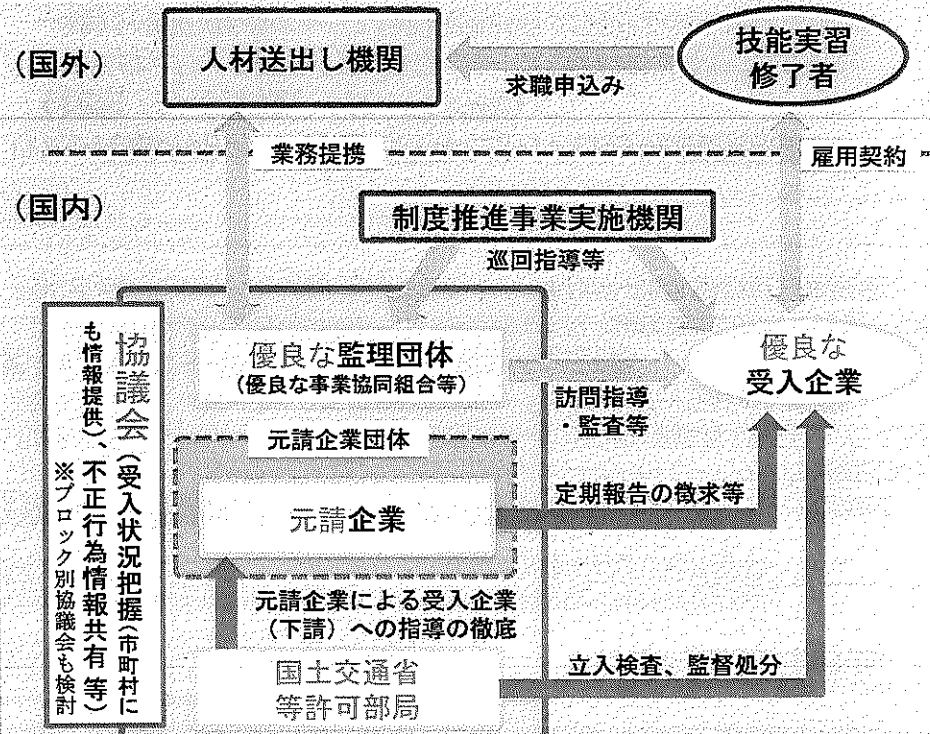 (国外)
人材送出し機関
求職申込み
技能実習
修了者
業務提携
雇用契約
(国内)
制度推進事業実施機関
巡回指導等
協議会(受入状況把握(市町村に
も情報提供)、不正行為情報共有 等)
※ブロック別協議会も検討
優良な監理団体
(優良な事業協同組合等)
訪問指導
・監査等
優良な
受入企業
元請企業団体
元請企業
定期報告の徴求等
元請企業による受入企業
(下請)への指導の徹底
国土交通省
等許可部局
立入検査、監督処分